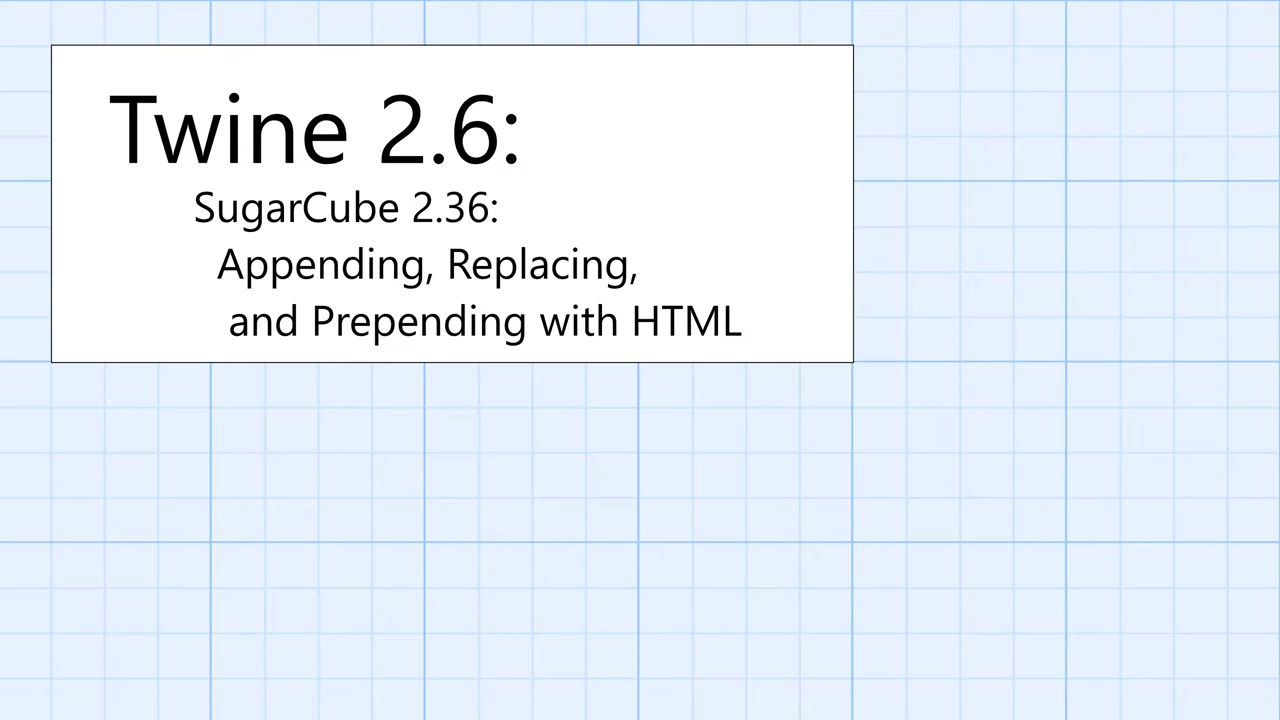 Twine 2.6:
SugarCube 2.36:
Appending, Replacing,
and Prepending with HTML